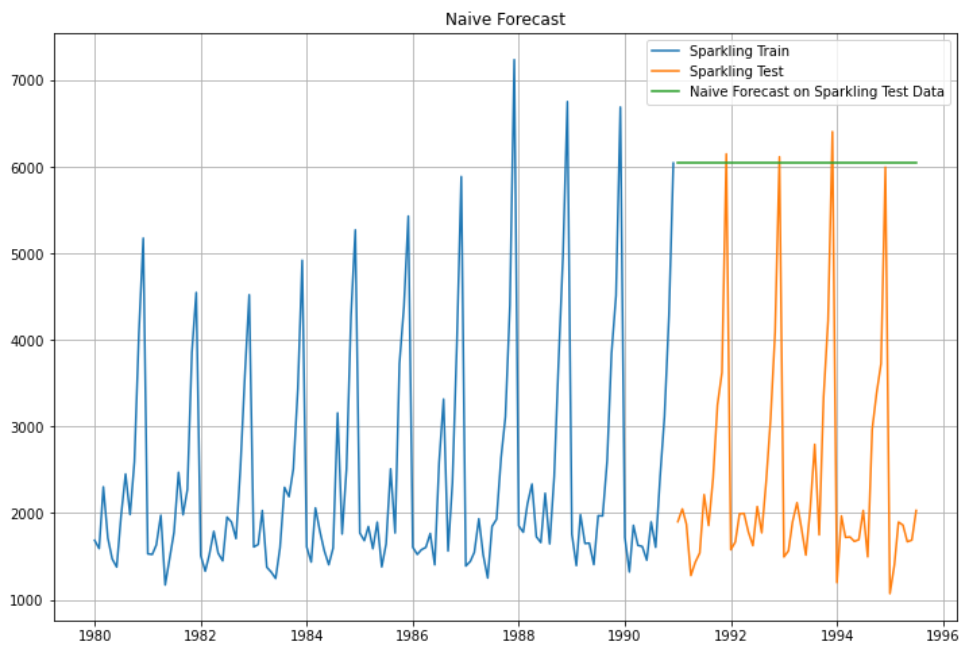 Naive Forecast
Sparkling Train
Sparkling Test
Naive Forecast on Sparkling Test Data
7000
6000
5000
4000
3000
2000
1000
1980 1982 1984 1986 1988 1990 1992 1994 1996